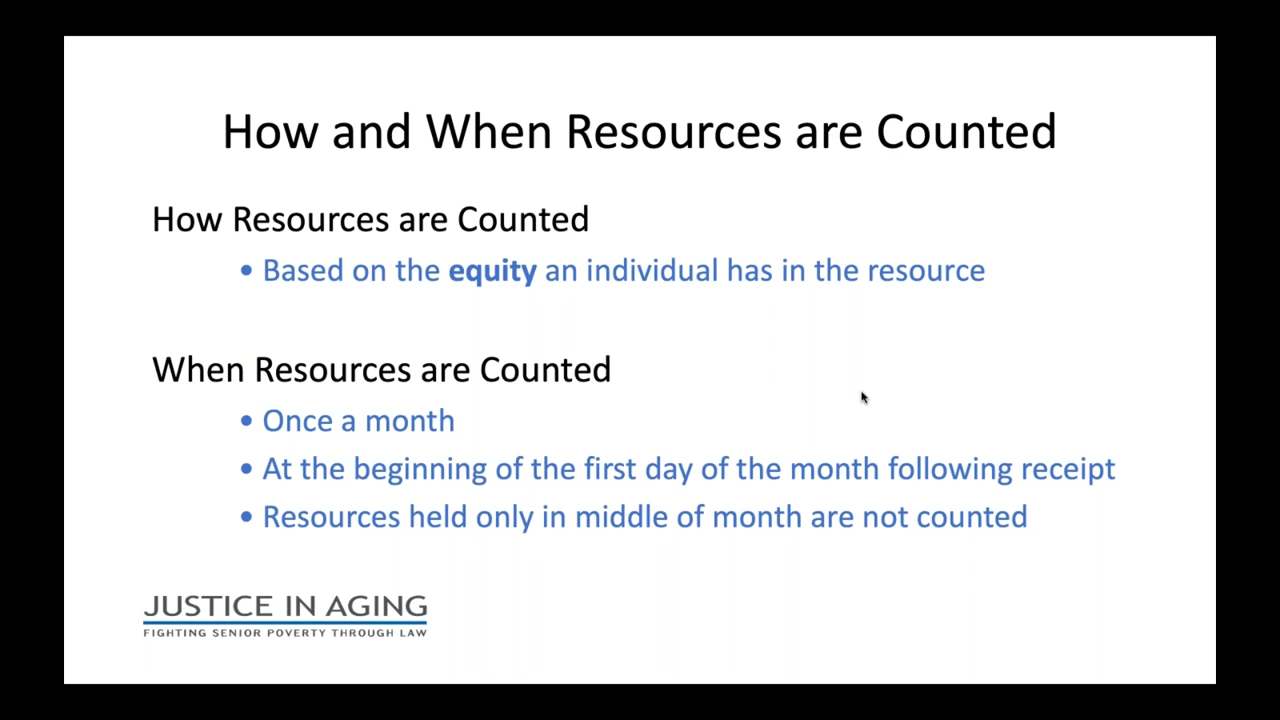 How and When Resources are Counted
How Resources are Counted
• Based on the equity an individual has in the resource
When Resources are Counted
• Once a month
• At the beginning of the first day of the month following receipt
• Resources held only in middle of month are not counted
JUSTICE IN AGING
FIGHTING SENIOR POVERTY THROUGH LAW